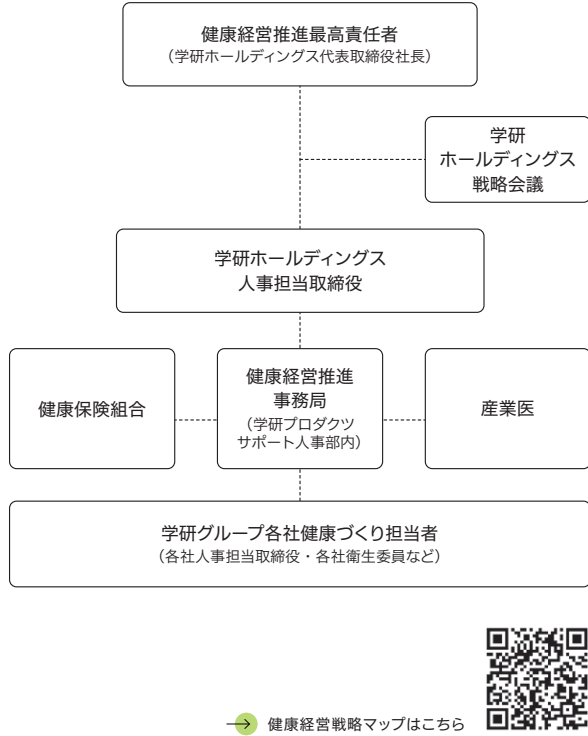 健康経営推進最高責任者
（学研ホールディングス代表取締役社長）
学研
ホールディングス
戦略会議
学研ホールディングス
人事担当取締役
健康保険組合
健康経営推進
事務局
（学研プロダクツ
サポート人事部内）
産業医
学研グループ各社健康づくり担当者
（各社人事担当取締役・各社衛生委員など）
健康経営戦略マップはこちら